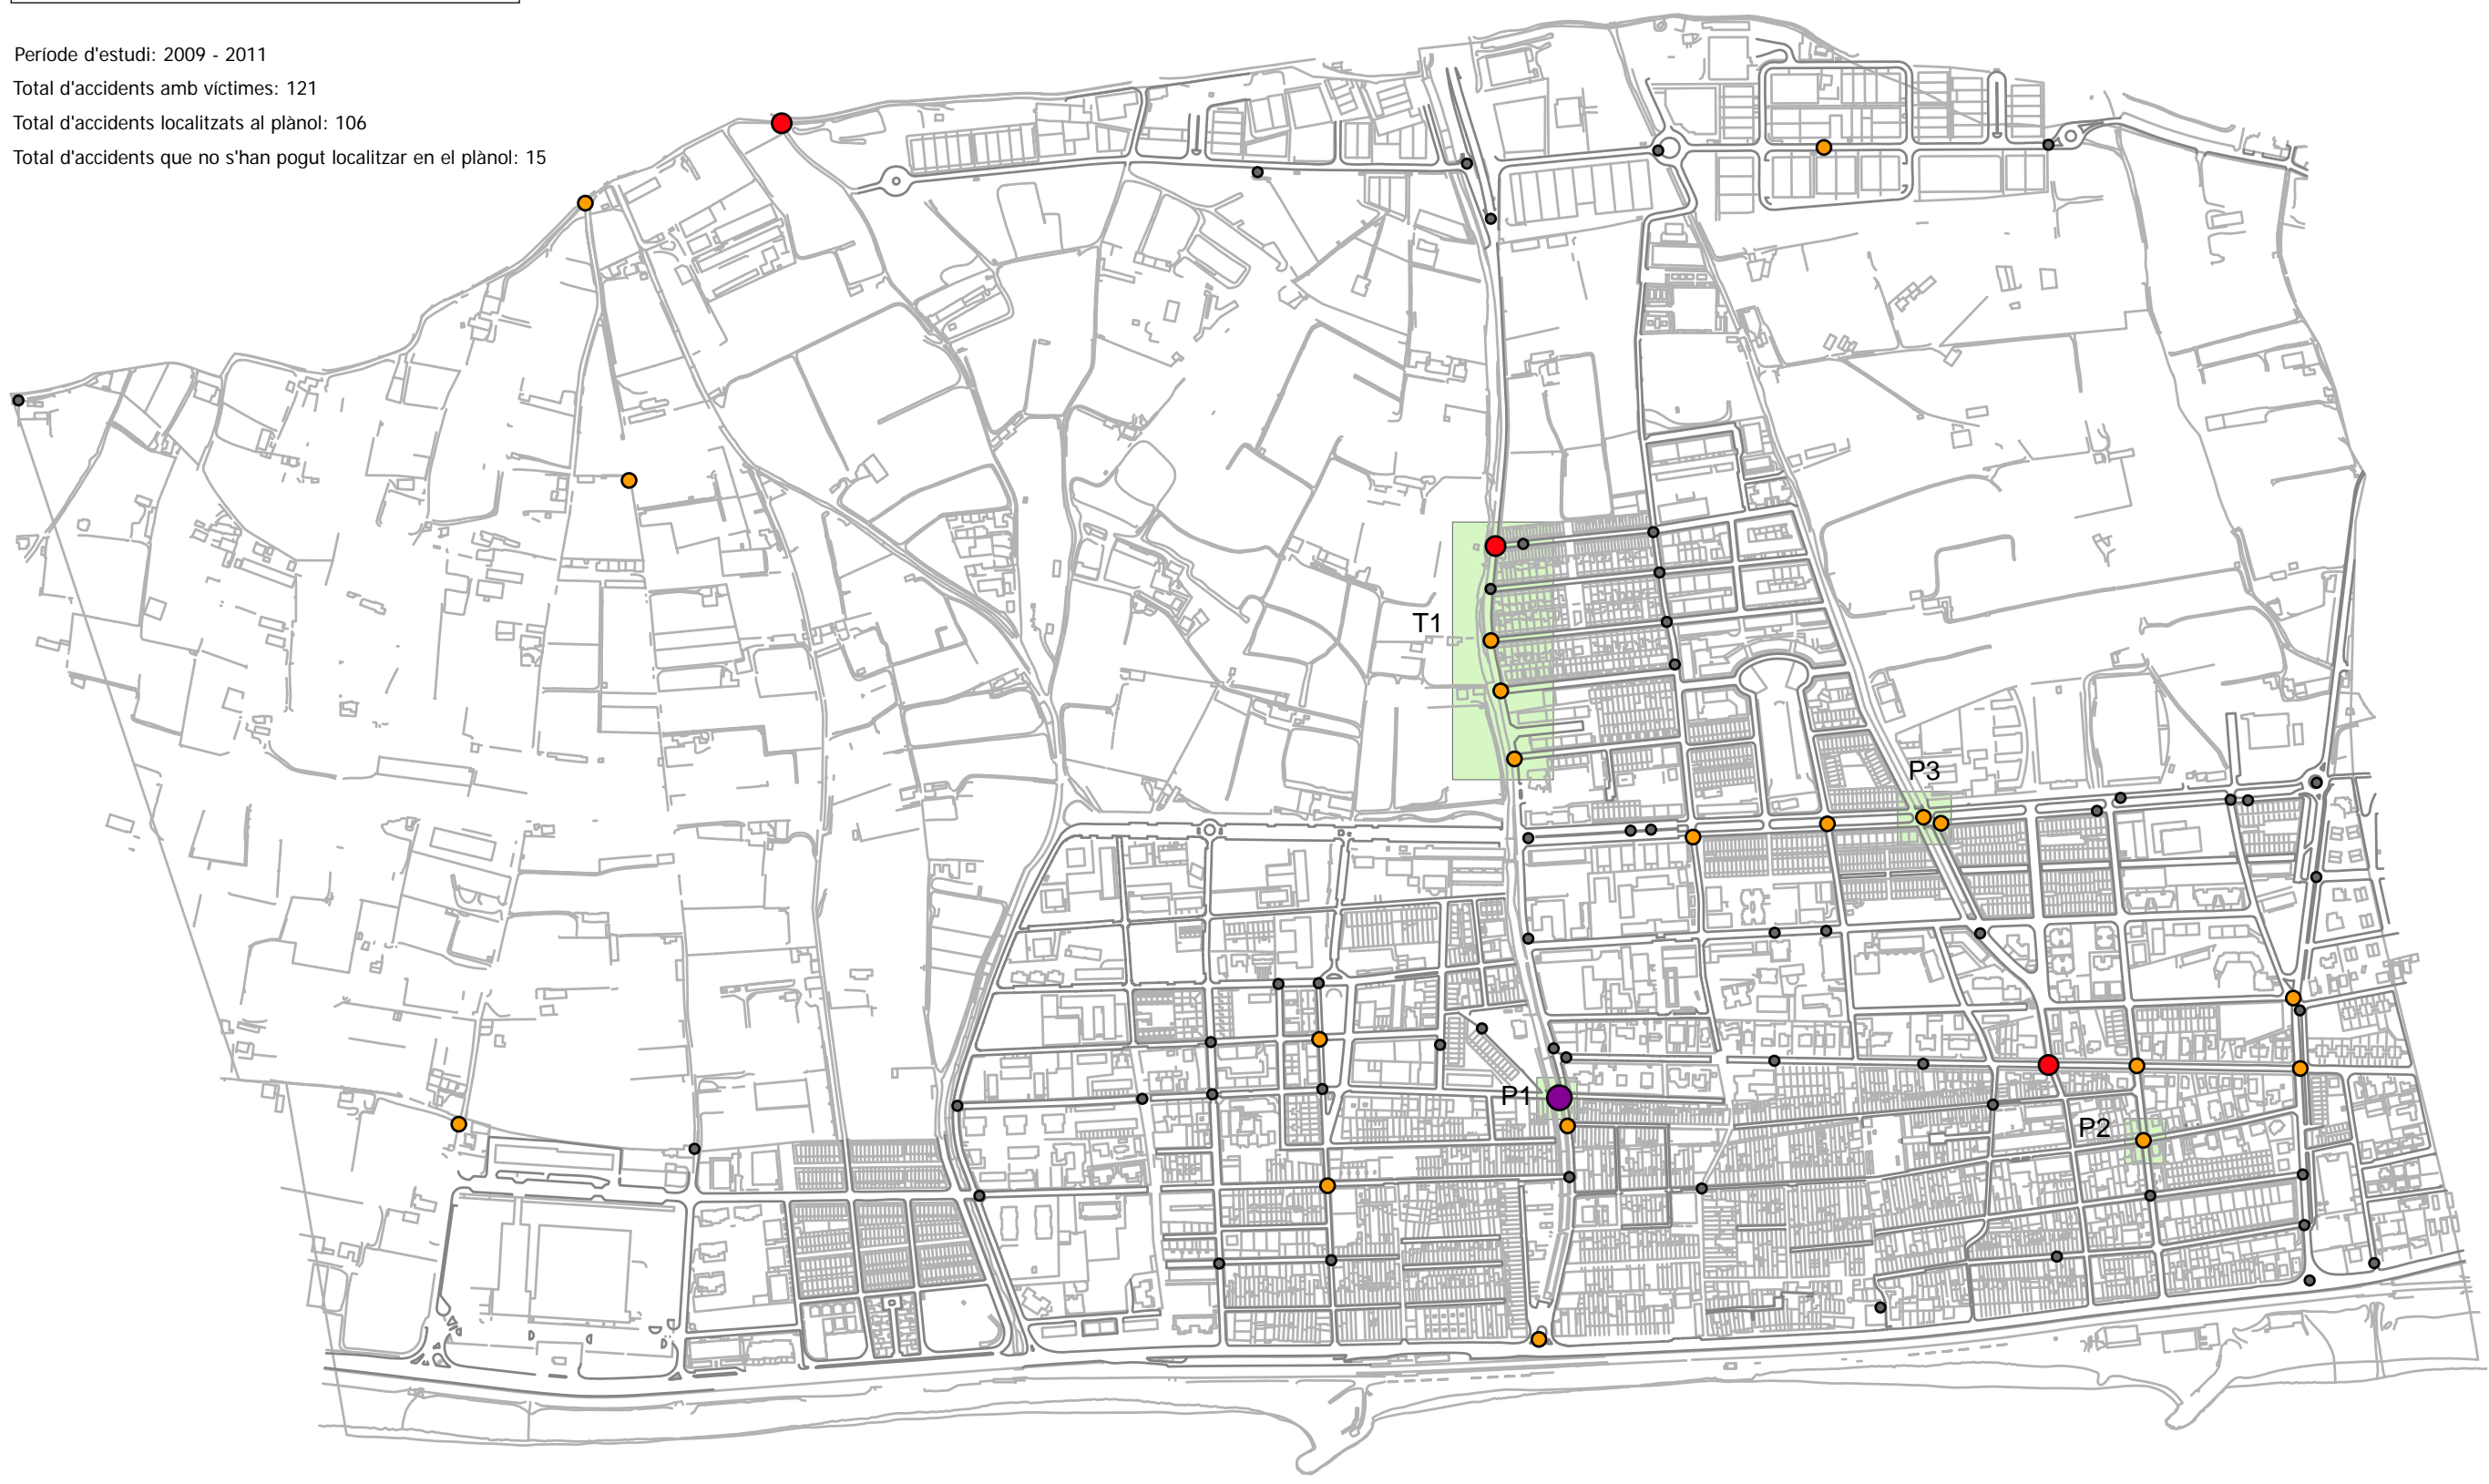 Període d'estudi: 2009 - 2011
Total d'accidents amb víctimes: 121
Total d'accidents localitzats al plànol: 106
Total d'accidents que no s'han pogut localitzar en el plànol: 15
T1
P3
P1
P2